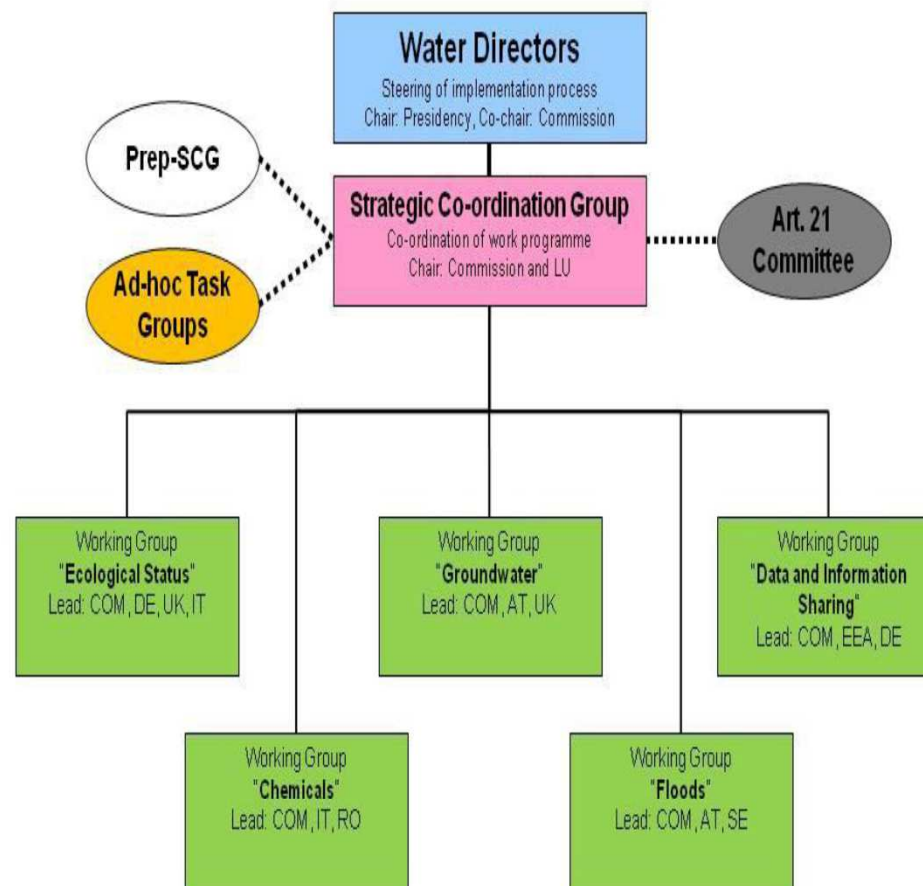 Water Directors
Steering of implementation process
Chair: Presidency, Co-chair: Commission
Prep-SCG
Strategic Co-ordination Group
Co-ordination of work programme
Chair: Commission and LU
Art. 21
Committee
Ad-hoc Task
Groups
Working Group
"Ecological Status"
Lead: COM, DE, UK, IT
Working Group
"Groundwater"
Lead: COM, AT, UK
Working Group
"Data and Information
Sharing"
Lead: COM, EEA, DE
Working Group
"Chemicals"
Lead: COM, IT, RO
Working Group
"Floods"
Lead: COM, AT, SE